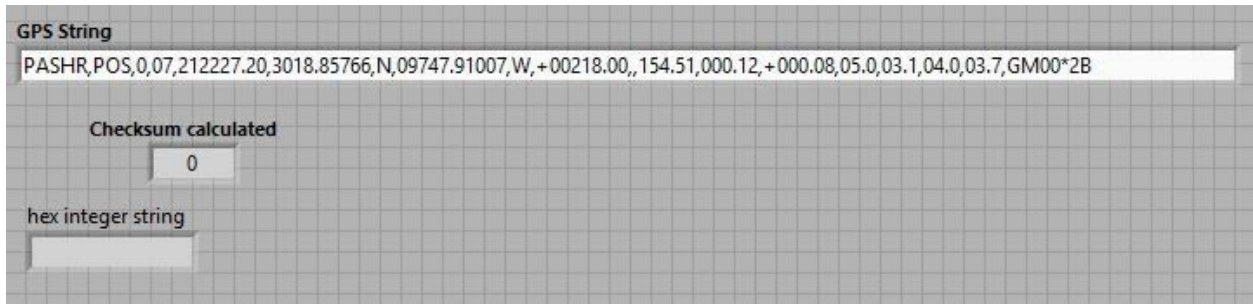 GPS String
PASHR,POS,0,07,212227.20,3018.85766,N,09747.91007,W,+00218.00,,154.51,000.12,+000.08,05.0,03.1,04.0,03.7,GM00*2B
Checksum calculated
0
hex integer string